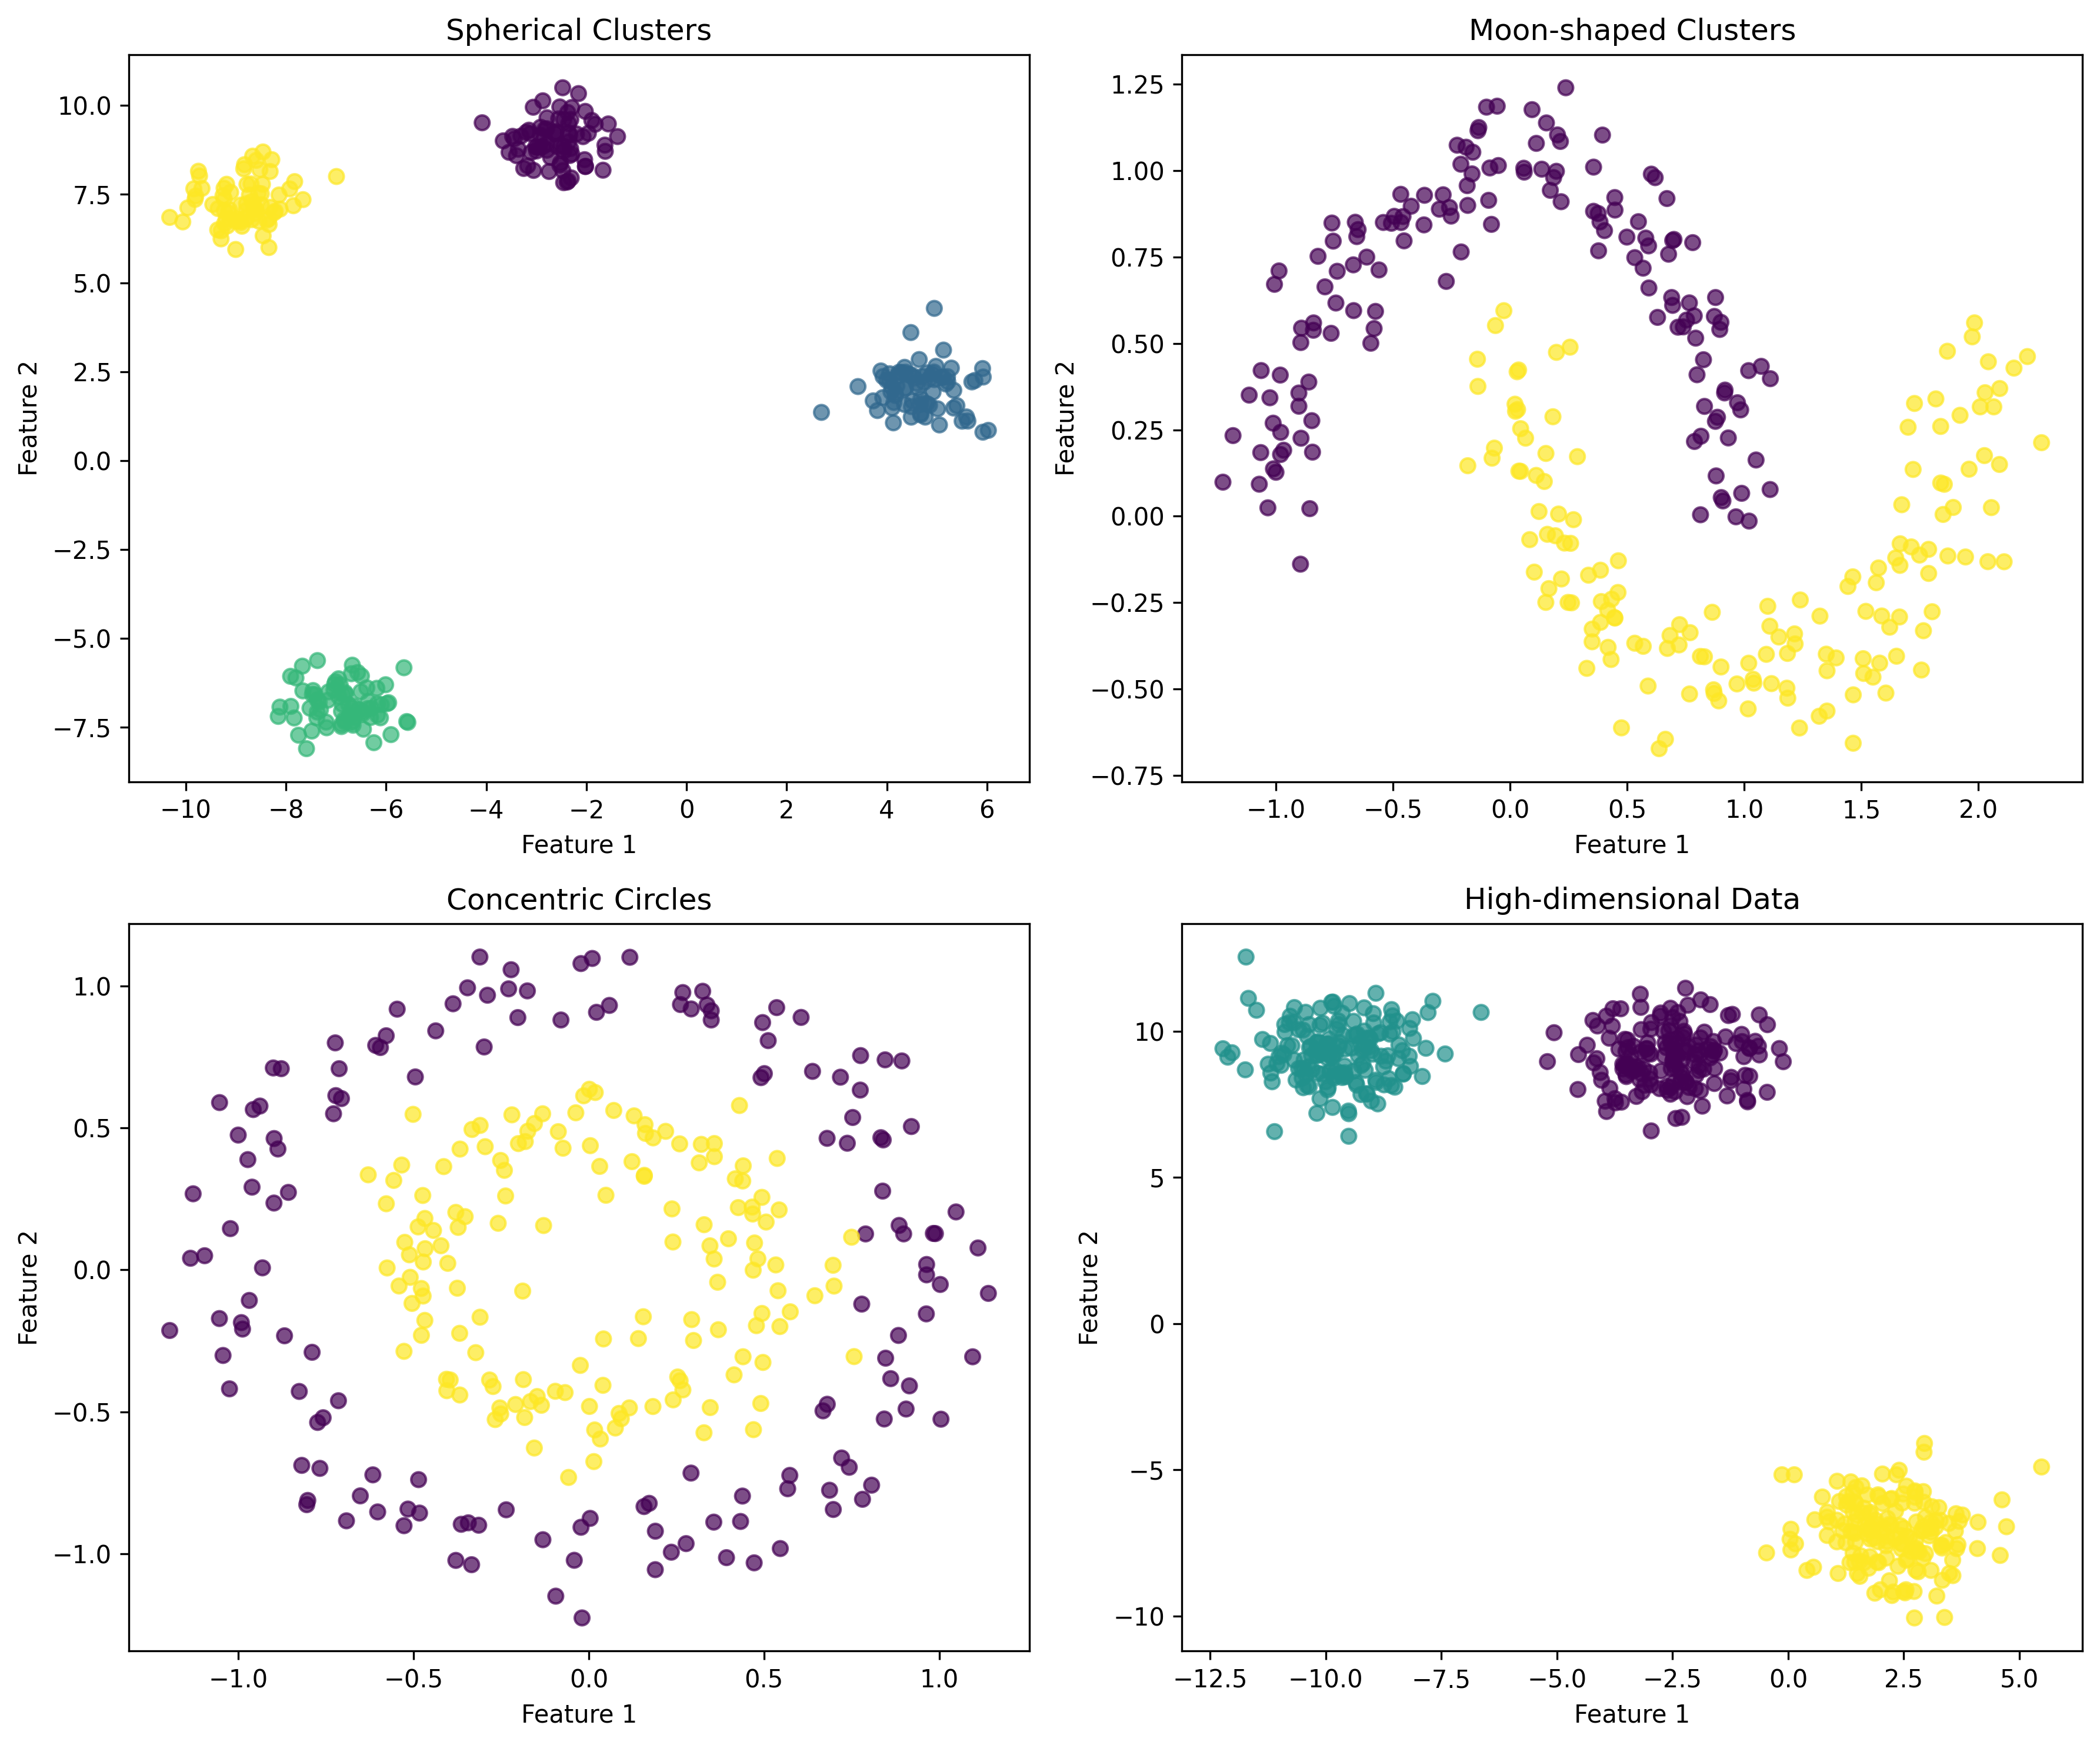 Spherical Clusters
10.0
7.5
5.0
2.5
0.0
−2.5
−5.0
−7.5
Feature 2
−10 −8 −6 −4 −2 0 2 4 6
Feature 1
Moon-shaped Clusters
1.25
1.00
0.75
0.50
0.25
0.00
−0.25
−0.50
−0.75
Feature 2
−1.0 −0.5 0.0 0.5 1.0 1.5 2.0
Feature 1
Concentric Circles
1.0
0.5
0.0
−0.5
−1.0
Feature 2
−1.0 −0.5 0.0 0.5 1.0
Feature 1
High-dimensional Data
10
5
0
−5
−10
Feature 2
−12.5 −10.0 −7.5 −5.0 −2.5 0.0 2.5 5.0
Feature 1